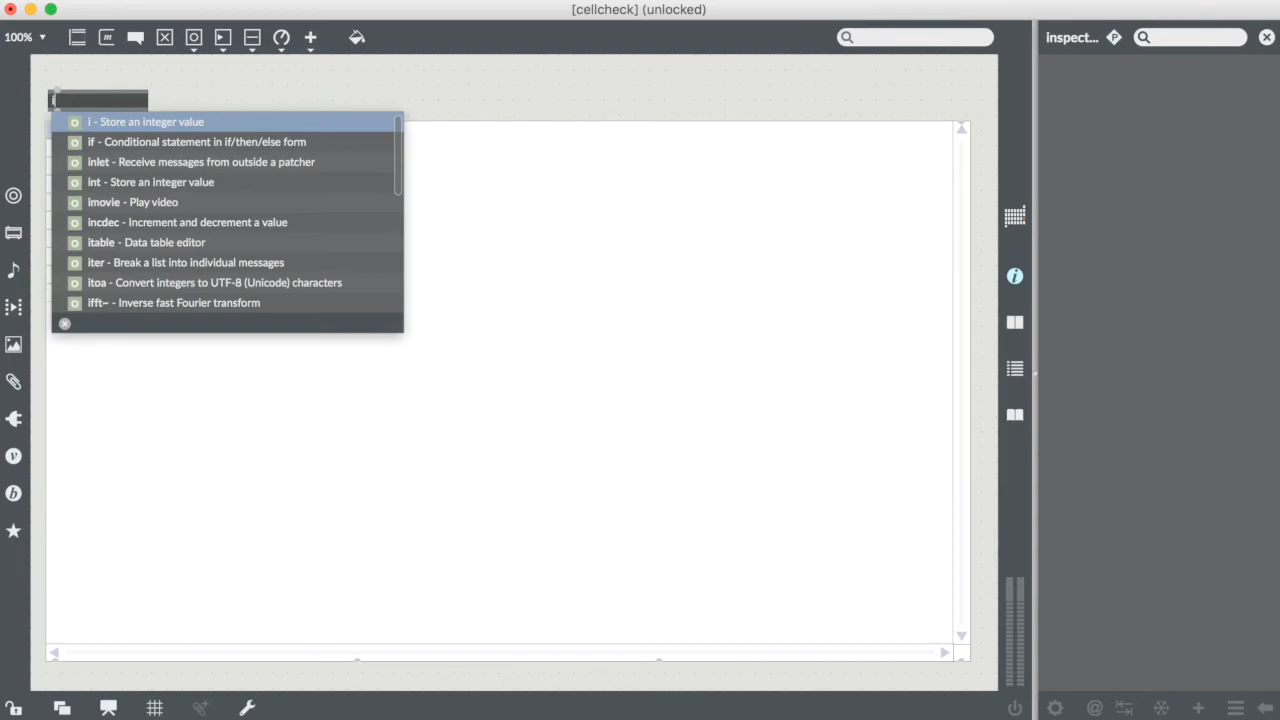 [cellcheck] (unlocked)
100%
inspect...
i
i - Store an integer value
if - Conditional statement in if/then/else form
inlet - Receive messages from outside a patcher
int - Store an integer value
imovie - Play video
incdec - Increment and decrement a value
itable - Data table editor
iter - Break a list into individual messages
itoa - Convert integers to UTF-8 (Unicode) characters
ifft~ - Inverse fast Fourier transform